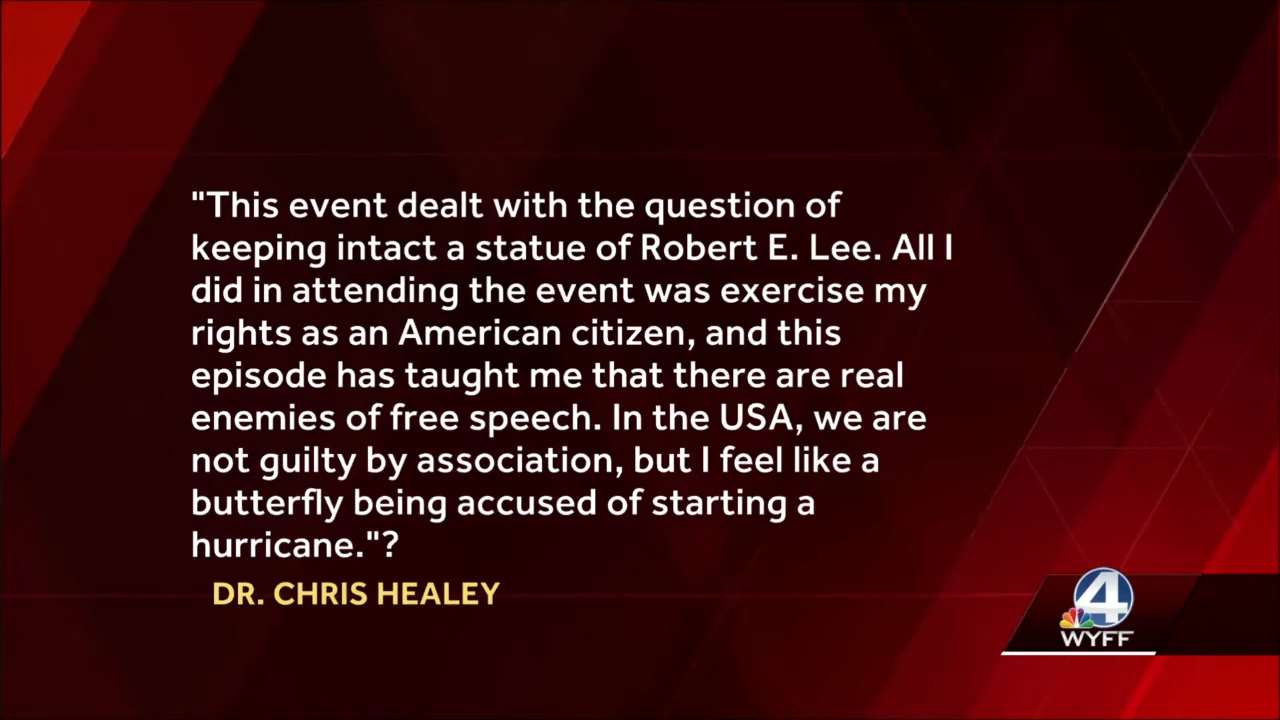 "This event dealt with the question of
keeping intact a statue of Robert E. Lee. All I
did in attending the event was exercise my
rights as an American citizen, and this
episode has taught me that there are real
enemies of free speech. In the USA, we are
not guilty by association, but I feel like a
butterfly being accused of starting a
hurricane."?
DR. CHRIS HEALEY
4
WYFF